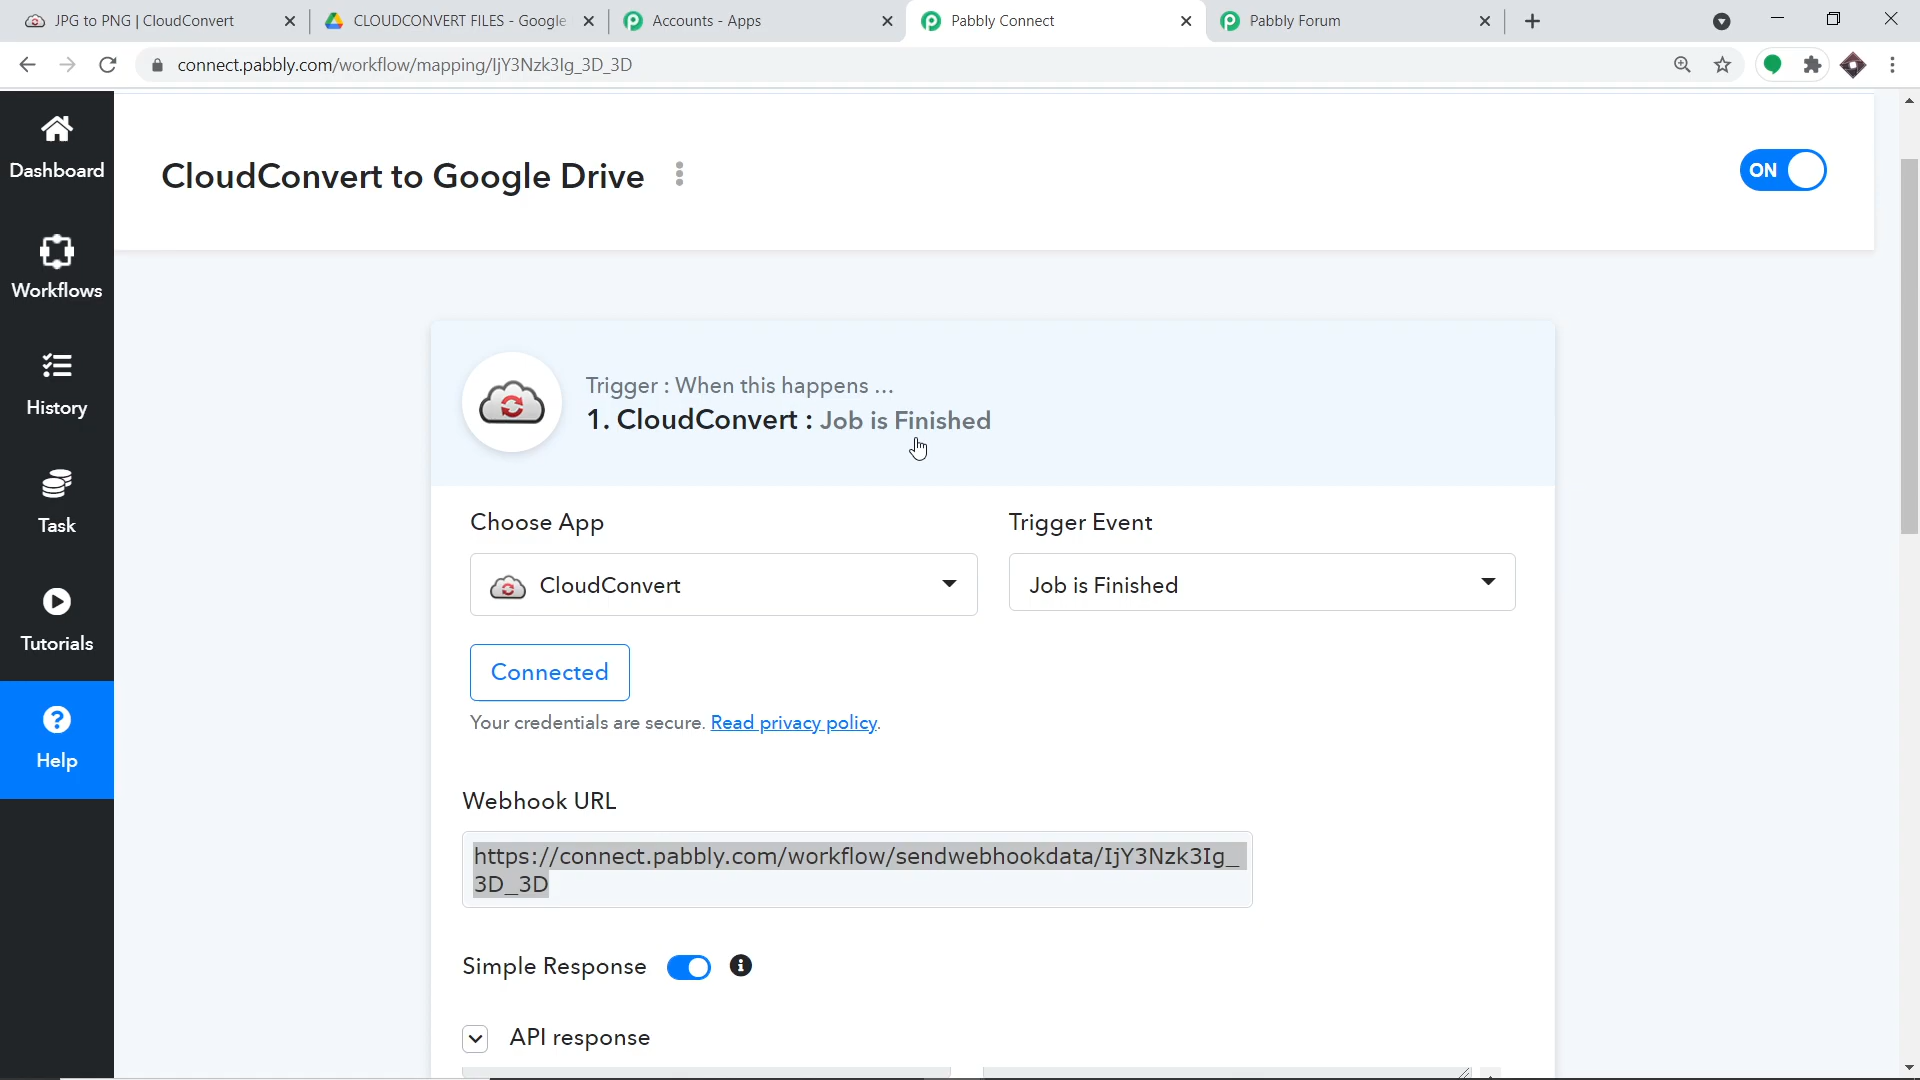 JPG to PNG | CloudConvert
CLOUDCONVERT FILES - Google
Accounts - Apps
Pabbly Connect
Pabbly Forum
connect.pabbly.com/workflow/mapping/IjY3Nzk3Ig_3D_3D
Dashboard
Workflows
History
Task
Tutorials
Help
CloudConvert to Google Drive
ON
Trigger : When this happens ...
1. CloudConvert : Job is Finished
Choose App
Trigger Event
CloudConvert
Job is Finished
Connected
Your credentials are secure. Read privacy policy.
Webhook URL
https://connect.pabbly.com/workflow/sendwebhookdata/IjY3Nzk3Ig_
3D_3D
Simple Response
API response